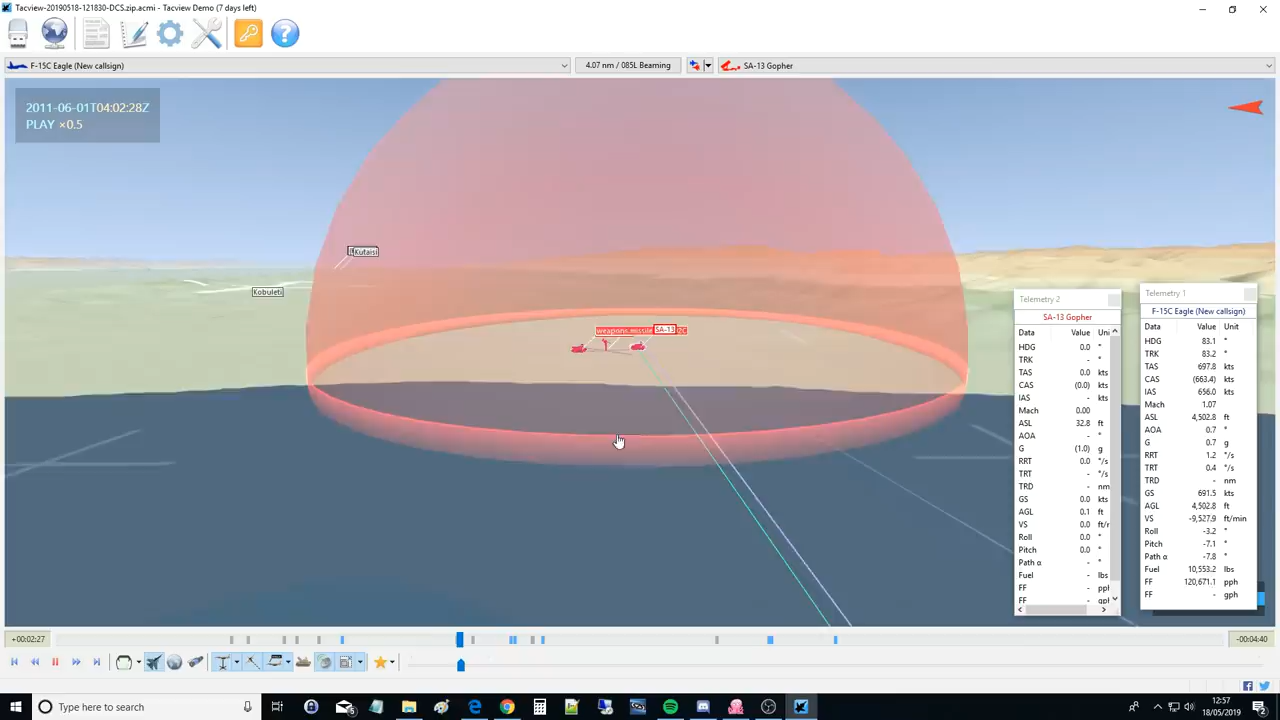 Tacview-20190518-121830-DCS.zip.acmi - Tacview Demo (7 days left)
F-15C Eagle (New callsign)
4.07 nm / 085L Beaming
SA-13 Gopher
2011-06-01T04:02:28Z
PLAY ×0.5
Kutaisi
Kobuleti
weapons.missile
SA-13
Telemetry 2
SA-13 Gopher
Data Value Uni
HDG 0.0 °
TRK - °
TAS 0.0 kts
CAS (0.0) kts
IAS - kts
Mach 0.00
ASL 32.8 ft
AOA - °
G (1.0) g
RRT 0.0 °/s
TRT - °/s
TRD - nm
GS 0.0 kts
AGL 0.1 ft
VS 0.0 ft/r
Roll 0.0 °
Pitch 0.0 °
Path α - °
Fuel - lbs
FF - ppl
FF - gpl
Telemetry 1
F-15C Eagle (New callsign)
Data Value Unit
HDG 83.1 °
TRK 83.2 °
TAS 697.8 kts
CAS (663.4) kts
IAS 656.0 kts
Mach 1.07
ASL 4,502.8 ft
AOA 0.7 °
G 0.7 g
RRT 1.2 °/s
TRT 0.4 °/s
TRD - nm
GS 691.5 kts
AGL 4,502.8 ft
VS -9,527.9 ft/min
Roll -3.2 °
Pitch -7.1 °
Path α -7.8 °
Fuel 10,553.2 lbs
FF 120,671.1 pph
FF - gph
+00:02:27
-00:04:40
Type here to search
12:57
18/05/2019